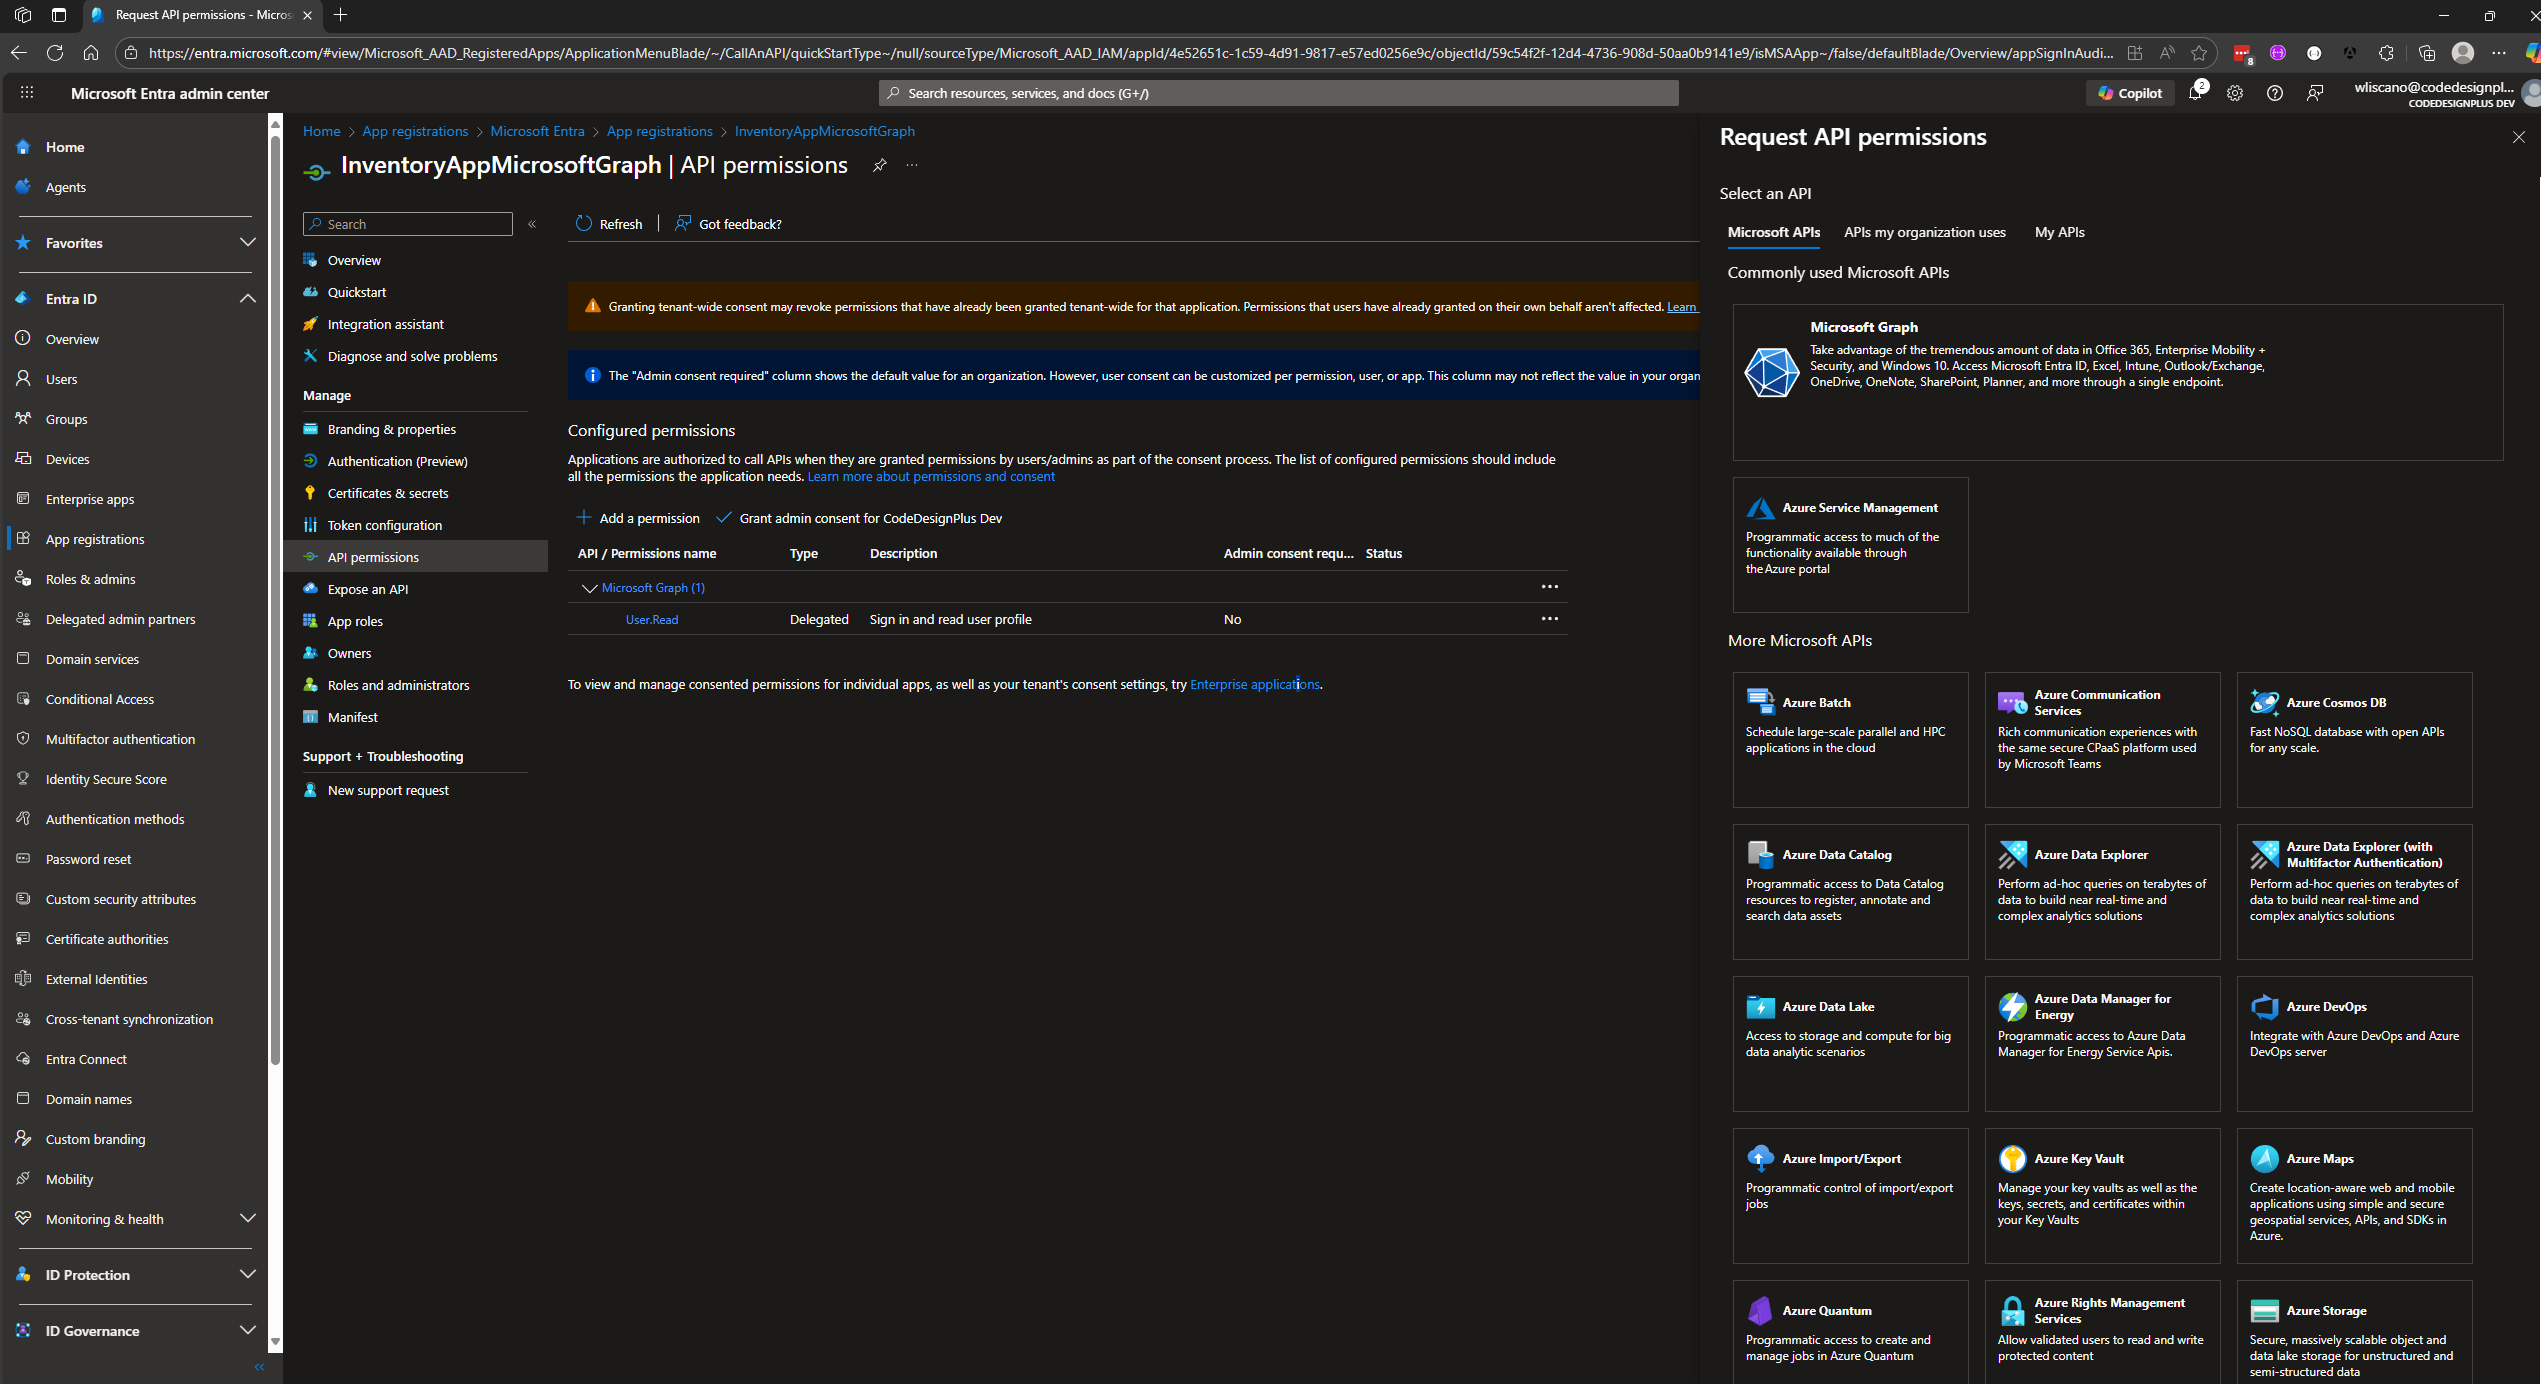 Request API permissions - Micros
https://entra.microsoft.com/#view/Microsoft_AAD_RegisteredApps/ApplicationMenuBlade/~/CallAnAPI/quickStartType~/null/sourceType/Microsoft_AAD_IAM/appId/4e52651c-1c59-4d91-9817-e57ed0256e9c/objectId/59c54f2f-12d4-4736-908d-50aa0b9141e9/isMSAApp~/false/defaultBlade/Overview/appSignInAudi...
8
Microsoft Entra admin center
Search resources, services, and docs (G+/)
Copilot
2
wliscano@codedesignpl...
CODEDESIGNPLUS DEV
Home
Agents
Favorites
Entra ID
Overview
Users
Groups
Devices
Enterprise apps
App registrations
Roles & admins
Delegated admin partners
Domain services
Conditional Access
Multifactor authentication
Identity Secure Score
Authentication methods
Password reset
Custom security attributes
Certificate authorities
External Identities
Cross-tenant synchronization
Entra Connect
Domain names
Custom branding
Mobility
Monitoring & health
ID Protection
ID Governance
Home > App registrations > Microsoft Entra > App registrations > InventoryAppMicrosoftGraph
InventoryAppMicrosoftGraph | API permissions
Search
Overview
Quickstart
Integration assistant
Diagnose and solve problems
Manage
Branding & properties
Authentication (Preview)
Certificates & secrets
Token configuration
API permissions
Expose an API
App roles
Owners
Roles and administrators
Manifest
Support + Troubleshooting
New support request
Refresh
Got feedback?
Granting tenant-wide consent may revoke permissions that have already been granted tenant-wide for that application. Permissions that users have already granted on their own behalf aren't affected. Learn
The "Admin consent required" column shows the default value for an organization. However, user consent can be customized per permission, user, or app. This column may not reflect the value in your organ
Configured permissions
Applications are authorized to call APIs when they are granted permissions by users/admins as part of the consent process. The list of configured permissions should include
all the permissions the application needs. Learn more about permissions and consent
Add a permission
Grant admin consent for CodeDesignPlus Dev
API / Permissions name Type Description Admin consent requ... Status
Microsoft Graph (1)
User.Read Delegated Sign in and read user profile No
To view and manage consented permissions for individual apps, as well as your tenant's consent settings, try Enterprise applications.
Request API permissions
Select an API
Microsoft APIs
APIs my organization uses
My APIs
Commonly used Microsoft APIs
Microsoft Graph
Take advantage of the tremendous amount of data in Office 365, Enterprise Mobility +
Security, and Windows 10. Access Microsoft Entra ID, Excel, Intune, Outlook/Exchange,
OneDrive, OneNote, SharePoint, Planner, and more through a single endpoint.
Azure Service Management
Programmatic access to much of the
functionality available through
the Azure portal
More Microsoft APIs
Azure Batch
Schedule large-scale parallel and HPC
applications in the cloud
Azure Communication
Services
Rich communication experiences with
the same secure CPaaS platform used
by Microsoft Teams
Azure Cosmos DB
Fast NoSQL database with open APIs
for any scale.
Azure Data Catalog
Programmatic access to Data Catalog
resources to register, annotate and
search data assets
Azure Data Explorer
Perform ad-hoc queries on terabytes of
data to build near real-time and
complex analytics solutions
Azure Data Explorer (with
Multifactor Authentication)
Perform ad-hoc queries on terabytes of
data to build near real-time and
complex analytics solutions
Azure Data Lake
Access to storage and compute for big
data analytic scenarios
Azure Data Manager for
Energy
Programmatic access to Azure Data
Manager for Energy Service Apis.
Azure DevOps
Integrate with Azure DevOps and Azure
DevOps server
Azure Import/Export
Programmatic control of import/export
jobs
Azure Key Vault
Manage your key vaults as well as the
keys, secrets, and certificates within
your Key Vaults
Azure Maps
Create location-aware web and mobile
applications using simple and secure
geospatial services, APIs, and SDKs in
Azure.
Azure Quantum
Programmatic access to create and
manage jobs in Azure Quantum
Azure Rights Management
Services
Allow validated users to read and write
protected content
Azure Storage
Secure, massively scalable object and
data lake storage for unstructured and
semi-structured data